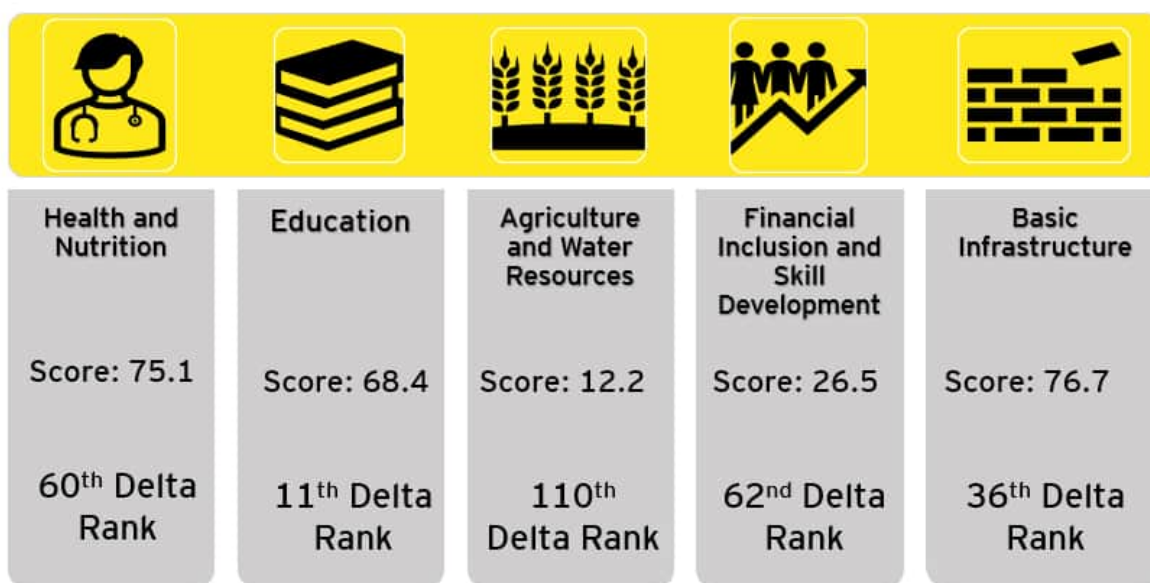 Health and
Nutrition
Score: 75.1
60th Delta
Rank
Education
Score: 68.4
11th Delta
Rank
Agriculture
and Water
Resources
Score: 12.2
110th
Delta Rank
Financial
Inclusion and
Skill
Development
Score: 26.5
62nd Delta
Rank
Basic
Infrastructure
Score: 76.7
36th Delta
Rank